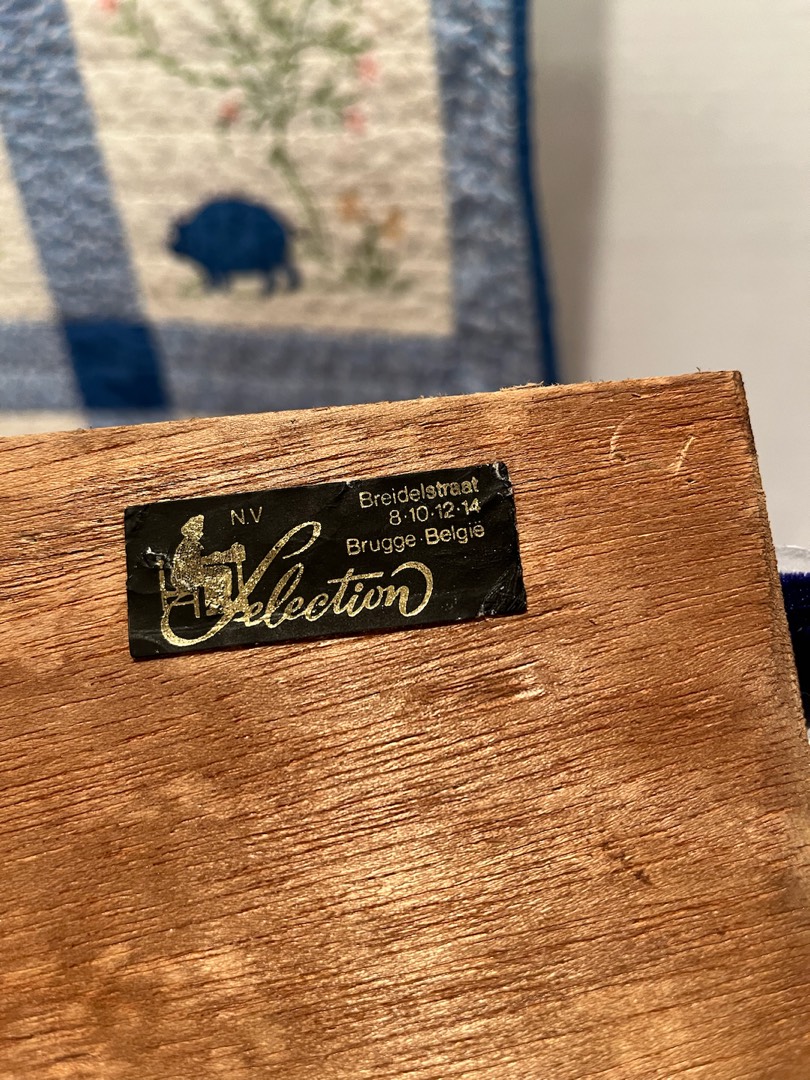 N.V
Selection
Breidelstraat
8·10·12·14
Brugge·België